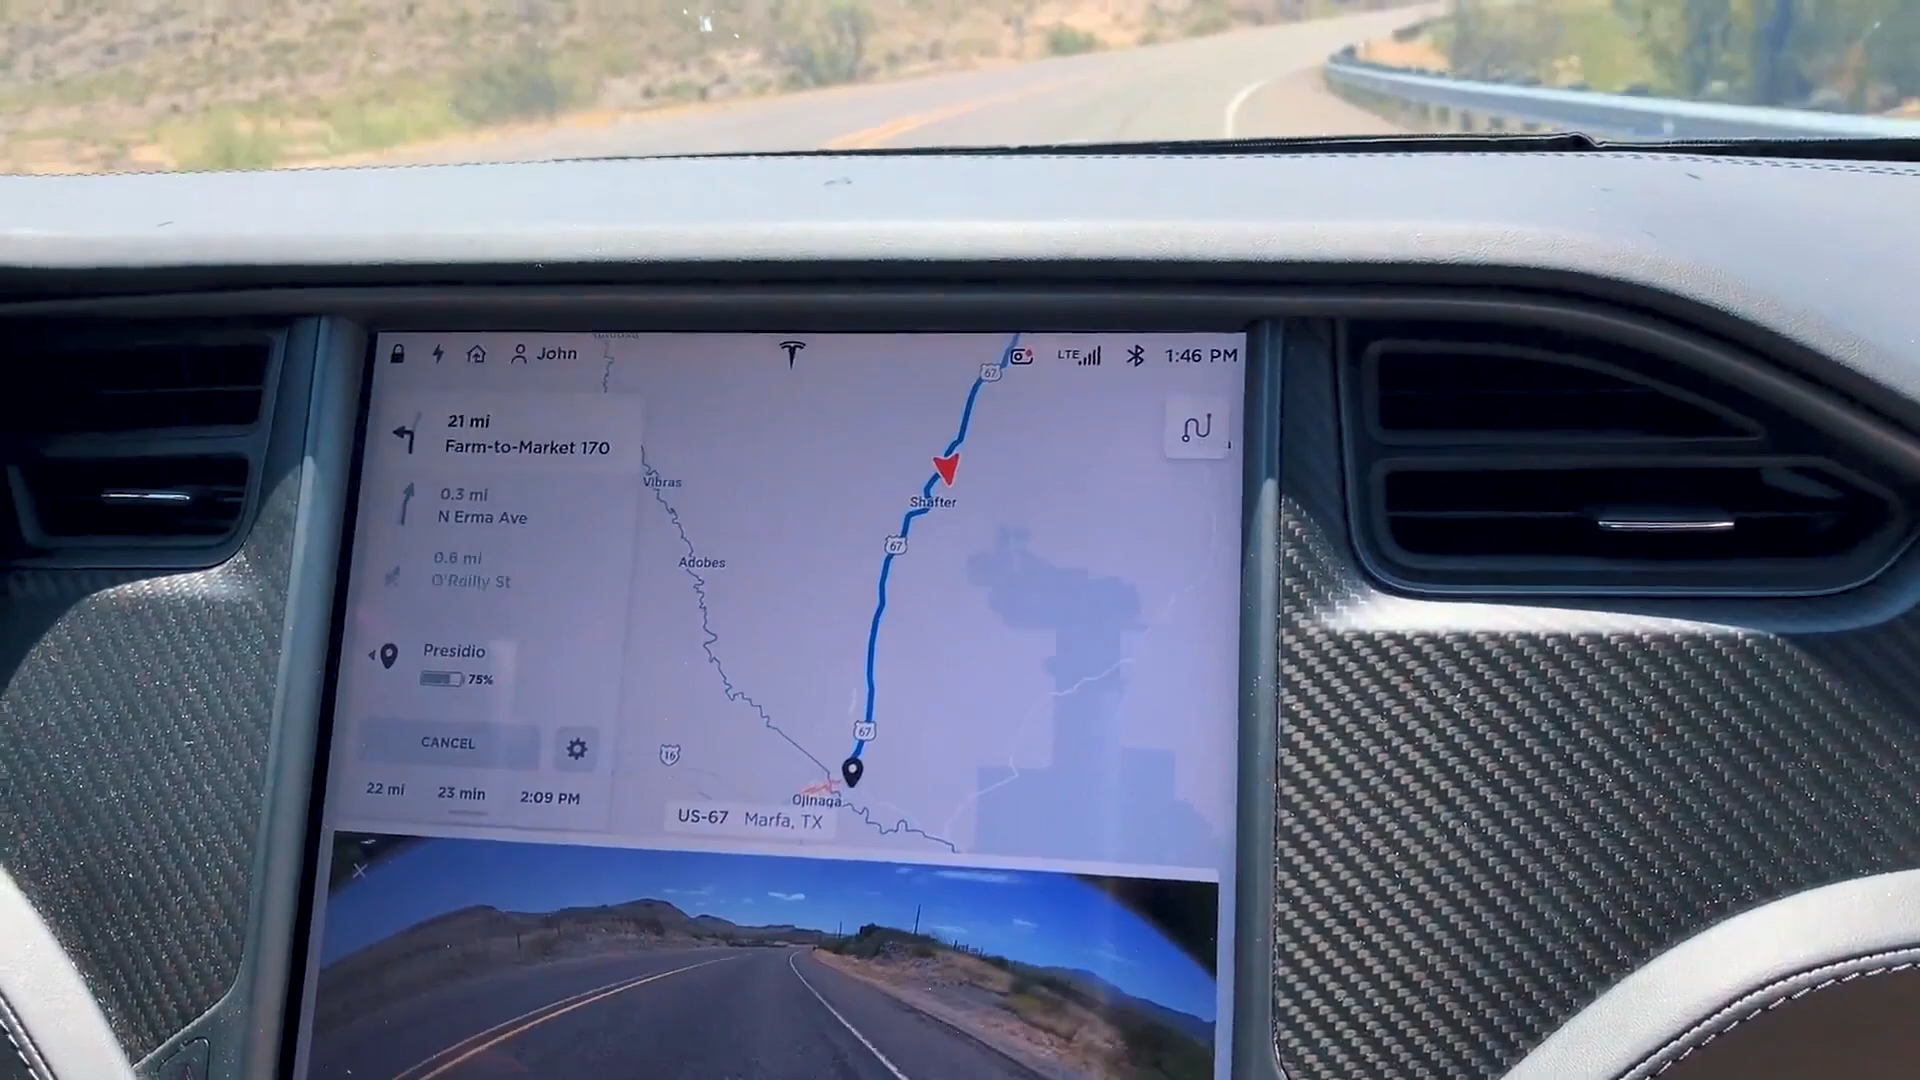 John
LTE
1:46 PM
67
21 mi
Farm-to-Market 170
0.3 mi
N Erma Ave
0.6 mi
O'Reilly St
Vibras
Shafter
67
Adobes
Presidio
75%
67
CANCEL
16
22 mi
23 min
2:09 PM
Ojinaga
US-67 Marfa, TX